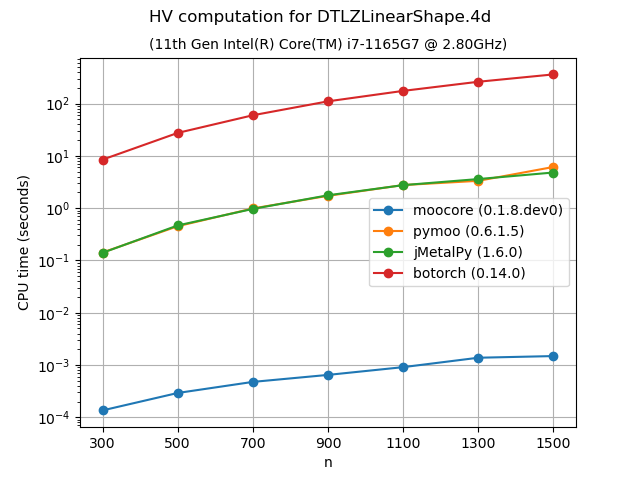 HV computation for DTLZLinearShape.4d
(11th Gen Intel(R) Core(TM) i7-1165G7 @ 2.80GHz)
CPU time (seconds)
10²
10¹
10⁰
10⁻¹
10⁻²
10⁻³
10⁻⁴
moocore (0.1.8.dev0)
pymoo (0.6.1.5)
jMetalPy (1.6.0)
botorch (0.14.0)
300 500 700 900 1100 1300 1500
n